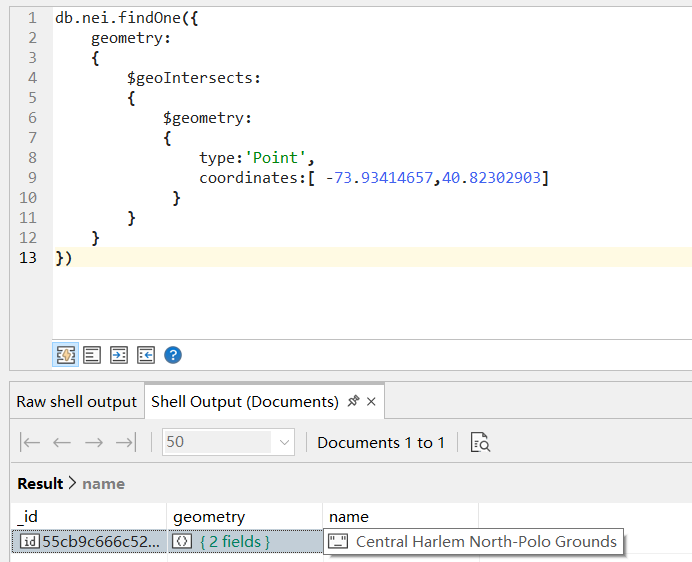 1 db.nei.findOne({
2 geometry:
3 {
4 $geoIntersects:
5 {
6 $geometry:
7 {
8 type:'Point',
9 coordinates:[ -73.93414657,40.82302903]
10 }
11 }
12 }
13 })
Raw shell output Shell Output (Documents)
50 Documents 1 to 1
Result > name
_id geometry name
id 55cb9c666c52... { 2 fields } "_" Central Harlem North-Polo Grounds